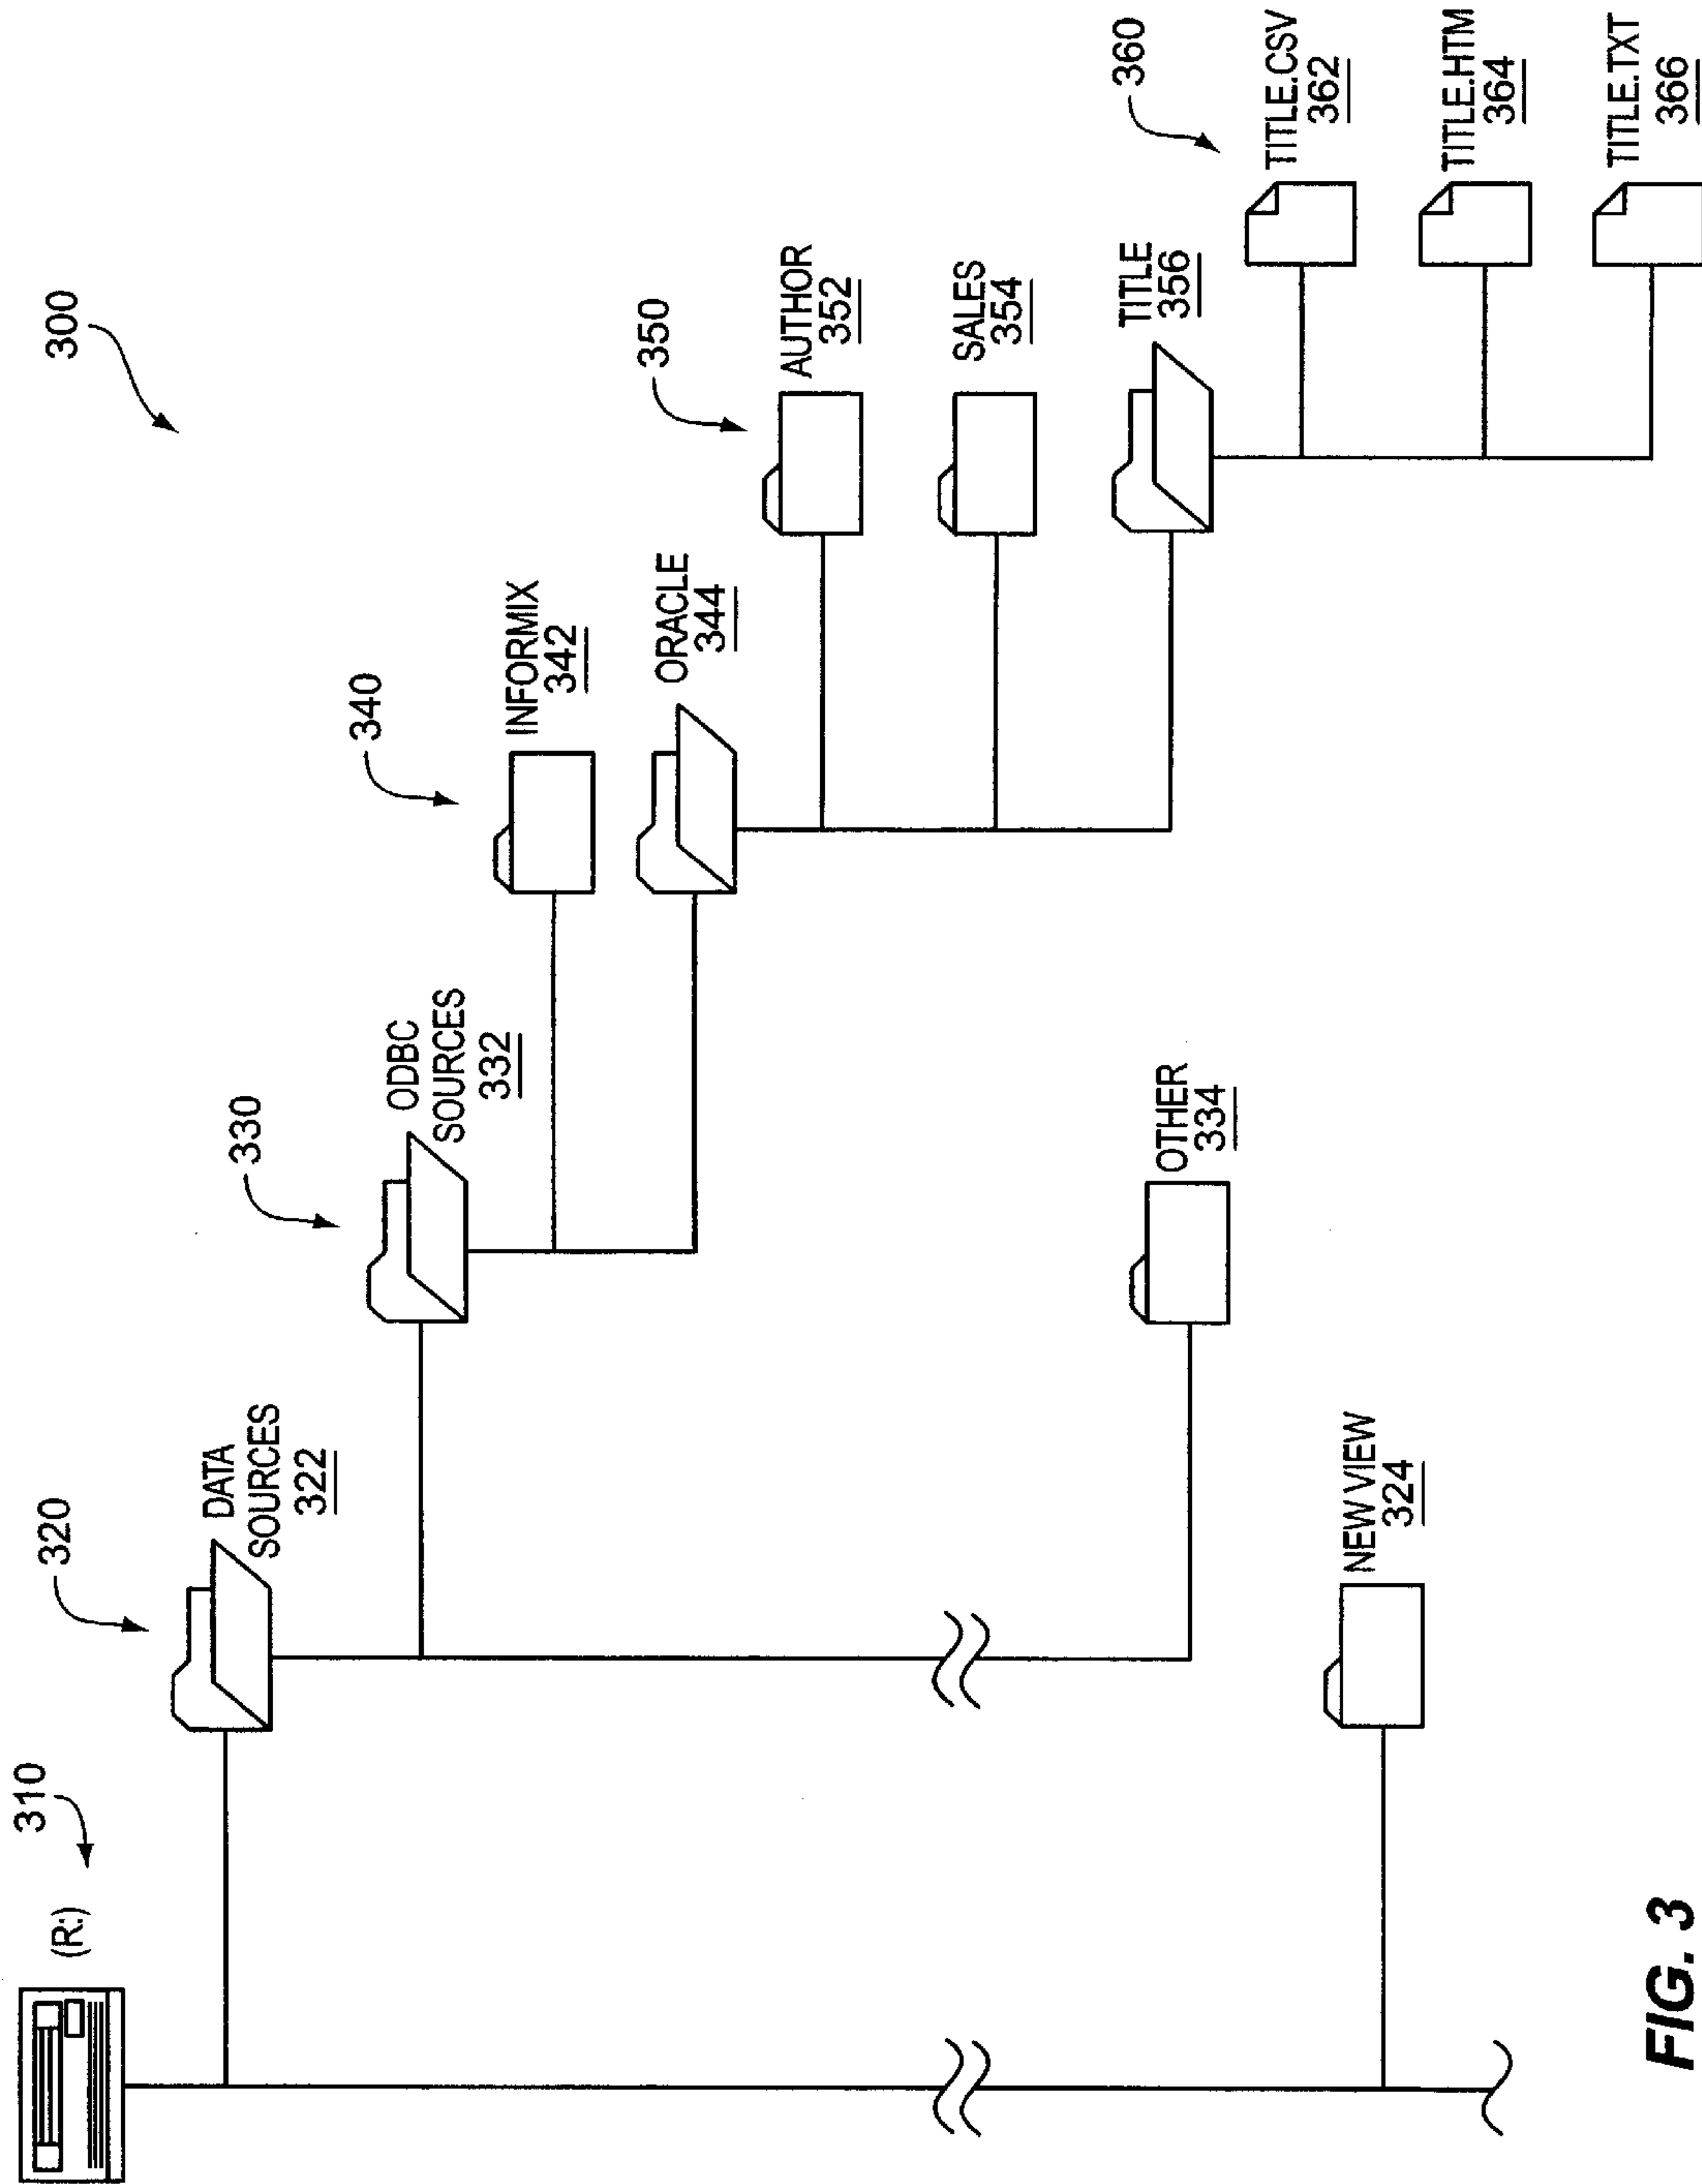 300
310
(R:)
320
DATA
SOURCES
322
330
ODBC
SOURCES
332
340
INFORMIX
342
ORACLE
344
350
AUTHOR
352
SALES
354
TITLE
356
360
TITLE.CSV
362
TITLE.HTM
364
TITLE.TXT
366
OTHER
334
NEW VIEW
324
FIG. 3